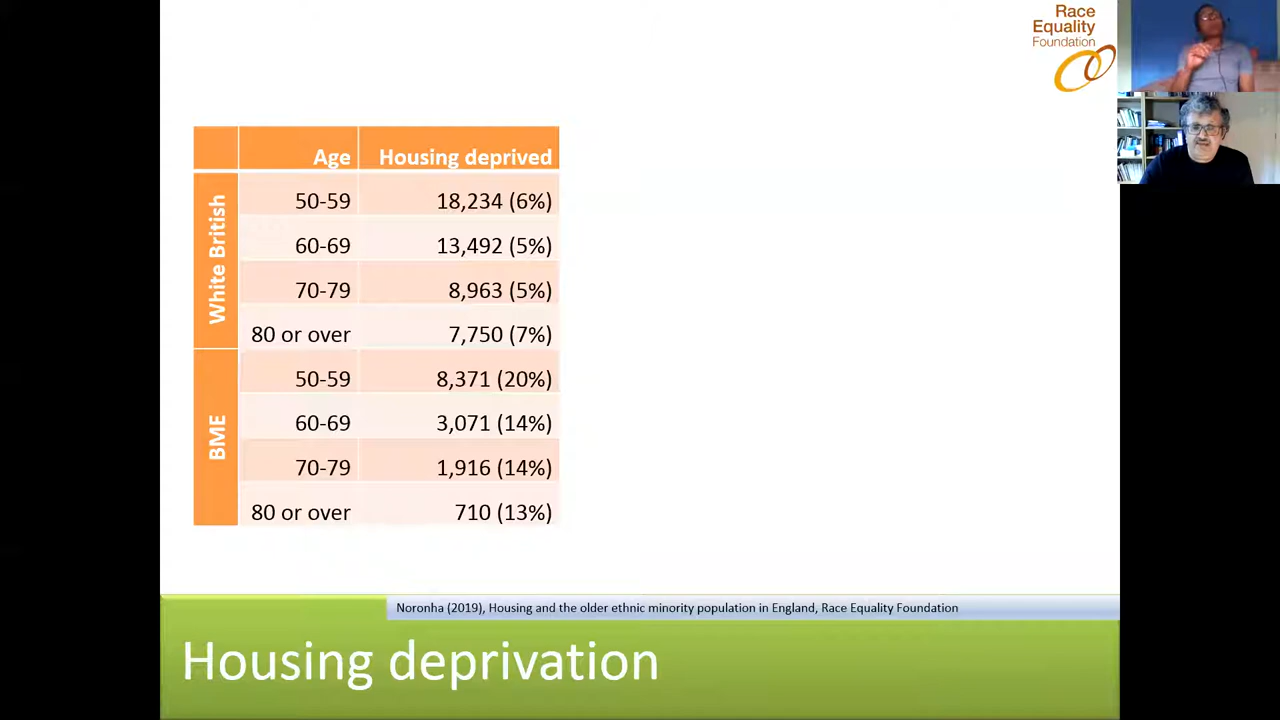 Race
Equality
Foundation
Age Housing deprived
White British
50-59 18,234 (6%)
60-69 13,492 (5%)
70-79 8,963 (5%)
80 or over 7,750 (7%)
BME
50-59 8,371 (20%)
60-69 3,071 (14%)
70-79 1,916 (14%)
80 or over 710 (13%)
Noronha (2019), Housing and the older ethnic minority population in England, Race Equality Foundation
Housing deprivation